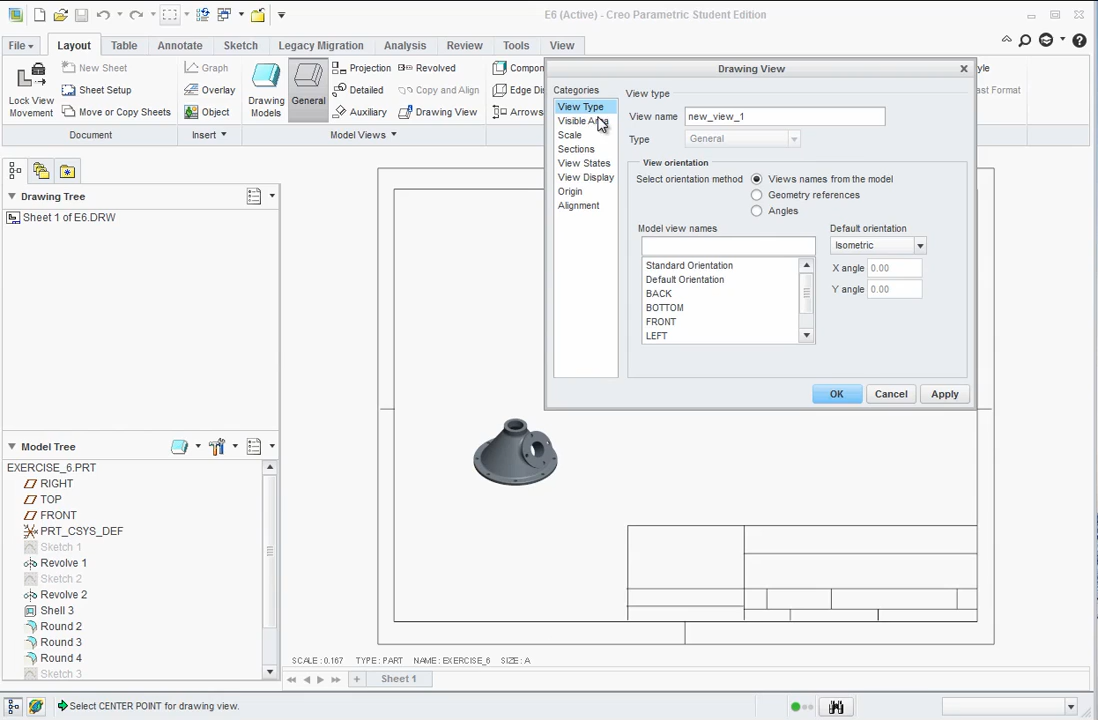 E6 (Active) - Creo Parametric Student Edition
File
Layout
Table
Annotate
Sketch
Legacy Migration
Analysis
Review
Tools
View
Lock View
Movement
New Sheet
Sheet Setup
Move or Copy Sheets
Document
Graph
Overlay
Object
Insert
Drawing
Models
General
Projection
Detailed
Auxiliary
Revolved
Copy and Align
Drawing View
Model Views
Compon
Edge Dis
Arrows
yle
ext Format
Drawing Tree
Sheet 1 of E6.DRW
Model Tree
EXERCISE_6.PRT
RIGHT
TOP
FRONT
PRT_CSYS_DEF
Sketch 1
Revolve 1
Sketch 2
Revolve 2
Shell 3
Round 2
Round 3
Round 4
Sketch 3
Drawing View
Categories
View Type
Visible Area
Scale
Sections
View States
View Display
Origin
Alignment
View type
View name new_view_1
Type General
View orientation
Select orientation method
Views names from the model
Geometry references
Angles
Model view names
Standard Orientation
Default Orientation
BACK
BOTTOM
FRONT
LEFT
Default orientation
Isometric
X angle 0.00
Y angle 0.00
OK
Cancel
Apply
SCALE : 0.167 TYPE : PART NAME : EXERCISE_6 SIZE : A
Sheet 1
Select CENTER POINT for drawing view.